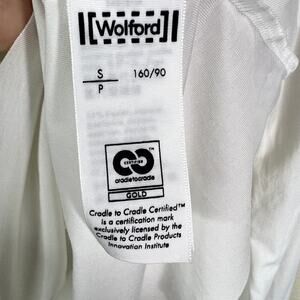 [Wolford]
S 160/90
P
CERTIFIED
cradletocradle™
GOLD
Cradle to Cradle Certified™
is a certification mark
exclusively licensed by the
Cradle to Cradle Products
Innovation Institute